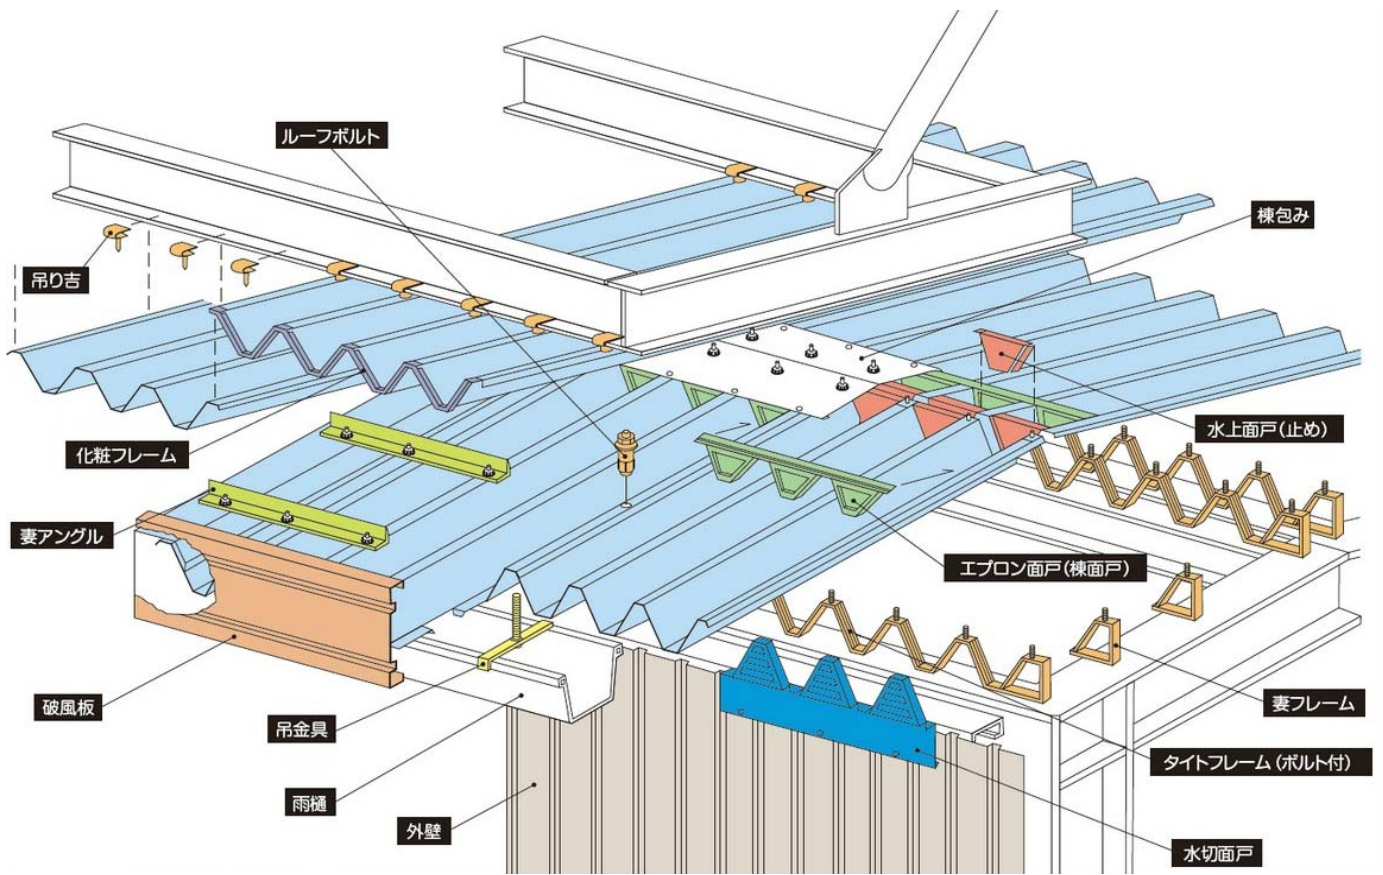 ルーフボルト
棟包み
吊り吉
水上面戸(止め)
化粧フレーム
妻アングル
エプロン面戸(棟面戸)
破風板
妻フレーム
吊金具
タイトフレーム(ボルト付)
雨樋
外壁
水切面戸